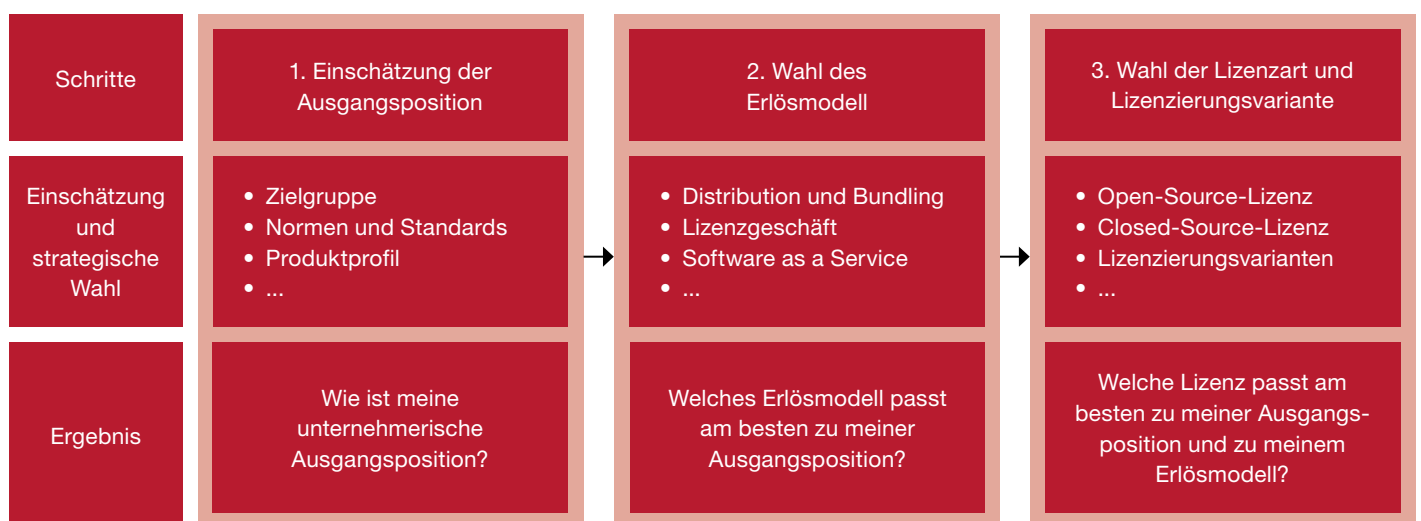 Schritte
1. Einschätzung der
Ausgangsposition
2. Wahl des
Erlösmodell
3. Wahl der Lizenzart und
Lizenzierungsvariante
Einschätzung
und
strategische
Wahl
• Zielgruppe
• Normen und Standards
• Produktprofil
• ...
• Distribution und Bundling
• Lizenzgeschäft
• Software as a Service
• ...
• Open-Source-Lizenz
• Closed-Source-Lizenz
• Lizenzierungsvarianten
• ...
Ergebnis
Wie ist meine
unternehmerische
Ausgangsposition?
Welches Erlösmodell passt
am besten zu meiner
Ausgangsposition?
Welche Lizenz passt am
besten zu meiner Ausgangs-
position und zu meinem
Erlösmodell?